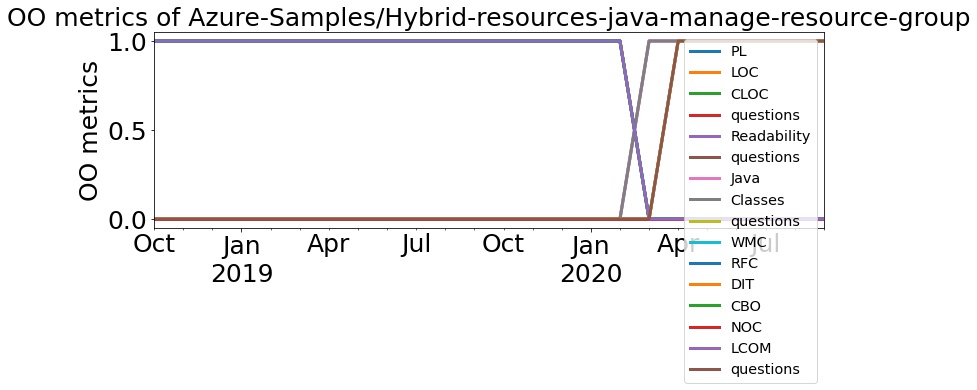 OO metrics of Azure-Samples/Hybrid-resources-java-manage-resource-group
OO metrics
1.0
0.5
0.0
Oct
Jan
2019
Apr
Jul
Oct
Jan
2020
Apr
Jul
PL
LOC
CLOC
questions
Readability
questions
Java
Classes
questions
WMC
RFC
DIT
CBO
NOC
LCOM
questions